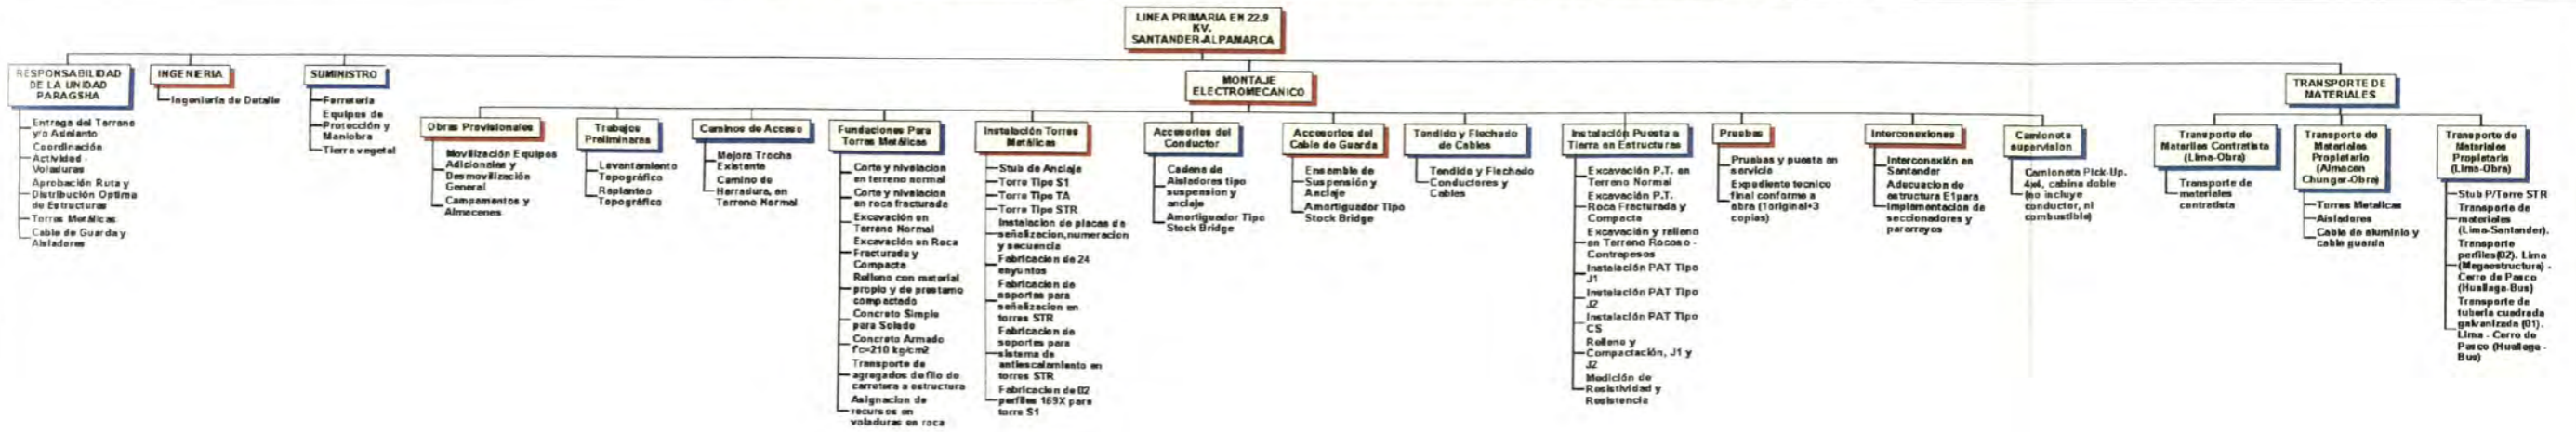 LINEA PRIMARIA EN 22.9
KV.
SANTANDER-ALPAMARCA
RESPONSABILIDAD
DE LA UNIDAD
PARAGSHA
Entrega del Terreno
y/o Adelanto
Coordinación
Actividad -
Voladuras
Aprobación Ruta y
Distribución Optima
de Estructuras
Torres Metálicas
Cable de Guarda y
Aisladores
INGENIERIA
Ingeniería de Detalle
SUMINISTRO
Ferretería
Equipos de
Protección y
Maniobra
Tierra vegetal
MONTAJE
ELECTROMECANICO
Obras Provisionales
Movilización Equipos
Adicionales y
Desmovilización
General
Campamentos y
Almacenes
Trabajos
Preliminares
Levantamiento
Topográfico
Replanteo
Topográfico
Caminos de Acceso
Mejora Trocha
Existente
Camino de
Herradura, en
Terreno Normal
Fundaciones Para
Torres Metálicas
Corte y nivelacion
en terreno normal
Corte y nivelacion
en roca fracturada
Excavación en
Terreno Normal
Excavación en Roca
Fracturada y
Compacta
Relleno con material
propio y de prestamo
compactado
Concreto Simple
para Solado
Concreto Armado
f'c=210 kg/cm2
Transporte de
agregados de filo de
carretera a estructura
Asignacion de
recursos en
voladuras en roca
Instalación Torres
Metálicas
Stub de Anclaje
Torre Tipo S1
Torre Tipo TA
Torre Tipo STR
Instalacion de placas de
señalizacion,numeracion
y secuencia
Fabricacion de 24
enyuntos
Fabricacion de
soportes para
señalizacion en
torres STR
Fabricacion de
soportes para
sistema de
antiescalamiento en
torres STR
Fabricacion de 02
perfiles 169X para
torre S1
Accesorios del
Conductor
Cadena de
Aisladores tipo
suspension y
anclaje
Amortiguador Tipo
Stock Bridge
Accesorios del
Cable de Guarda
Ensamble de
Suspensión y
Anclaje
Amortiguador Tipo
Stock Bridge
Tendido y Flechado
de Cables
Tendido y Flechado
Conductores y
Cables
Instalación Puesta a
Tierra en Estructuras
Excavación P.T. en
Terreno Normal
Excavación P.T.
Roca Fracturada y
Compacta
Excavación y relleno
en Terreno Rocoso -
Contrapesos
Instalación PAT Tipo
J1
Instalación PAT Tipo
J2
Instalación PAT Tipo
CS
Relleno y
Compactación, J1 y
J2
Medición de
Resistividad y
Resistencia
Pruebas
Pruebas y puesta en
servicio
Expediente tecnico
final conforme a
obra (1original+3
copias)
Interconexiones
Interconexión en
Santander
Adecuacion de
estructura E1para
implementacion de
seccionadores y
pararrayos
Camioneta
supervision
Camioneta Pick-Up.
4x4, cabina doble
(no incluye
conductor, ni
combustible)
TRANSPORTE DE
MATERIALES
Transporte de
Materiles Contratista
(Lima-Obra)
Transporte de
materiales
contratista
Transporte de
Materiales
Propietario
(Almacen
Chungar-Obra)
Torres Metalicas
Aisladores
Cable de aluminio y
cable guarda
Transporte de
Materiales
Propietario
(Lima-Obra)
Stub P/Torre STR
Transporte de
materiales
(Lima-Santander).
Transporte
perfiles(02). Lima
(Megaestructura) -
Cerro de Pasco
(Huallaga-Bus)
Transporte de
tuberia cuadrada
galvanizada (01).
Lima - Cerro de
Pasco (Huallaga -
Bus)